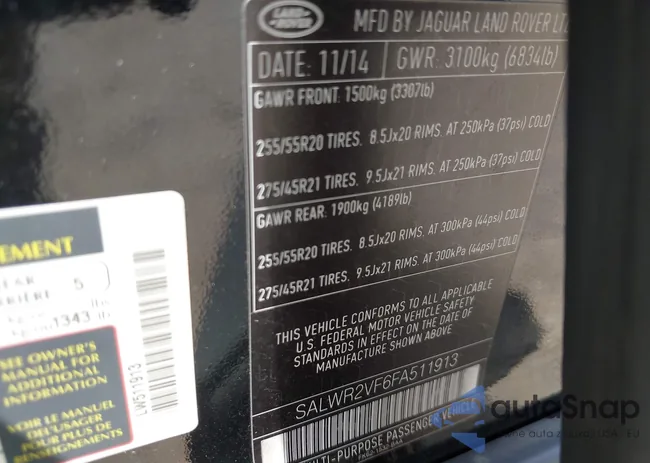 LAND ROVER
MFD BY JAGUAR LAND ROVER LT
DATE: 11/14 GWR: 3100kg (6834lb)
GAWR FRONT: 1500kg (3307lb)
255/55R20 TIRES. 8.5Jx20 RIMS. AT 250kPa (37psi) COLD
275/45R21 TIRES. 9.5Jx21 RIMS. AT 250kPa (37psi) COLD
GAWR REAR: 1900kg (4189lb)
255/55R20 TIRES. 8.5Jx20 RIMS. AT 300kPa (44psi) COLD
275/45R21 TIRES. 9.5Jx21 RIMS. AT 300kPa (44psi) COLD
THIS VEHICLE CONFORMS TO ALL APPLICABLE
U.S. FEDERAL MOTOR VEHICLE SAFETY
STANDARDS IN EFFECT ON THE DATE OF
MANUFACTURE SHOWN ABOVE
SALWR2VF6FA511913
LTI-PURPOSE PASSENGER VEHICLE
EMENT
EAR
RRIÈRE 5
1343 lb
SEE OWNER'S
MANUAL FOR
ADDITIONAL
INFORMATION
VOIR LE MANUEL
DE L'USAGER
POUR PLUS DE
RENSEIGNEMENTS
LW511913
autoSnap